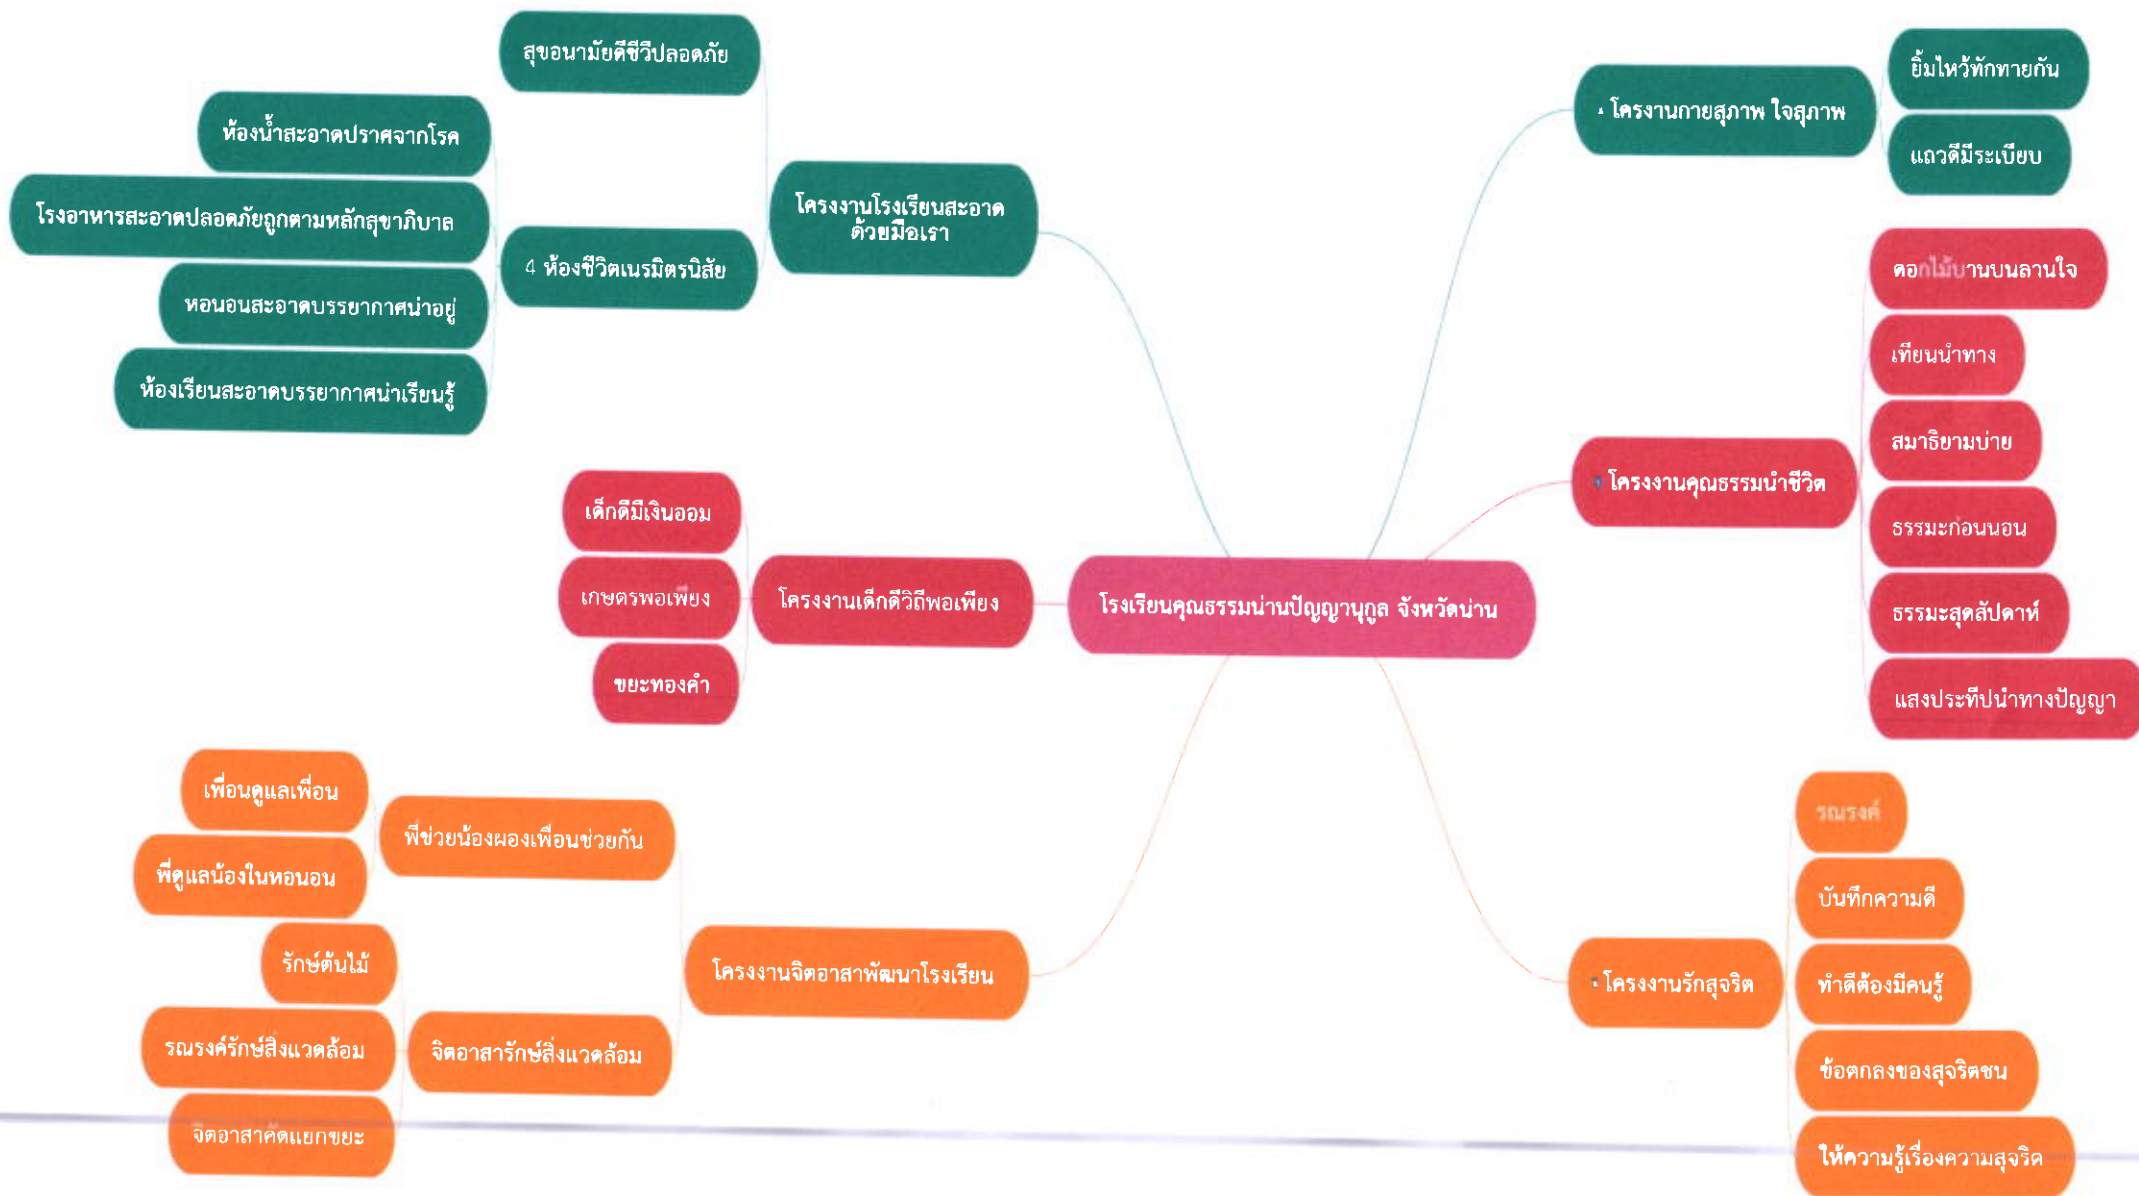 สุขอนามัยดีชีวีปลอดภัย
ห้องน้ำสะอาดปราศจากโรค
โรงอาหารสะอาดปลอดภัยถูกตามหลักสุขาภิบาล
หอนอนสะอาดบรรยากาศน่าอยู่
ห้องเรียนสะอาดบรรยากาศน่าเรียนรู้
4 ห้องชีวิตเนรมิตรนิสัย
โครงงานโรงเรียนสะอาด
ด้วยมือเรา
เด็กดีมีเงินออม
เกษตรพอเพียง
ขยะทองคำ
โครงงานเด็กดีวิถีพอเพียง
เพื่อนดูแลเพื่อน
พี่ดูแลน้องในหอนอน
พี่ช่วยน้องผองเพื่อนช่วยกัน
รักษ์ต้นไม้
รณรงค์รักษ์สิ่งแวดล้อม
จิตอาสาคัดแยกขยะ
จิตอาสารักษ์สิ่งแวดล้อม
โครงงานจิตอาสาพัฒนาโรงเรียน
โรงเรียนคุณธรรมน่านปัญญานุกูล จังหวัดน่าน
โครงงานกายสุภาพ ใจสุภาพ
ยิ้มไหว้ทักทายกัน
แถวดีมีระเบียบ
โครงงานคุณธรรมนำชีวิต
ดอกไม้บานบนลานใจ
เทียนนำทาง
สมาธิยามบ่าย
ธรรมะก่อนนอน
ธรรมะสุดสัปดาห์
แสงประทีปนำทางปัญญา
โครงงานรักสุจริต
รณรงค์
บันทึกความดี
ทำดีต้องมีคนรู้
ข้อตกลงของสุจริตชน
ให้ความรู้เรื่องความสุจริต